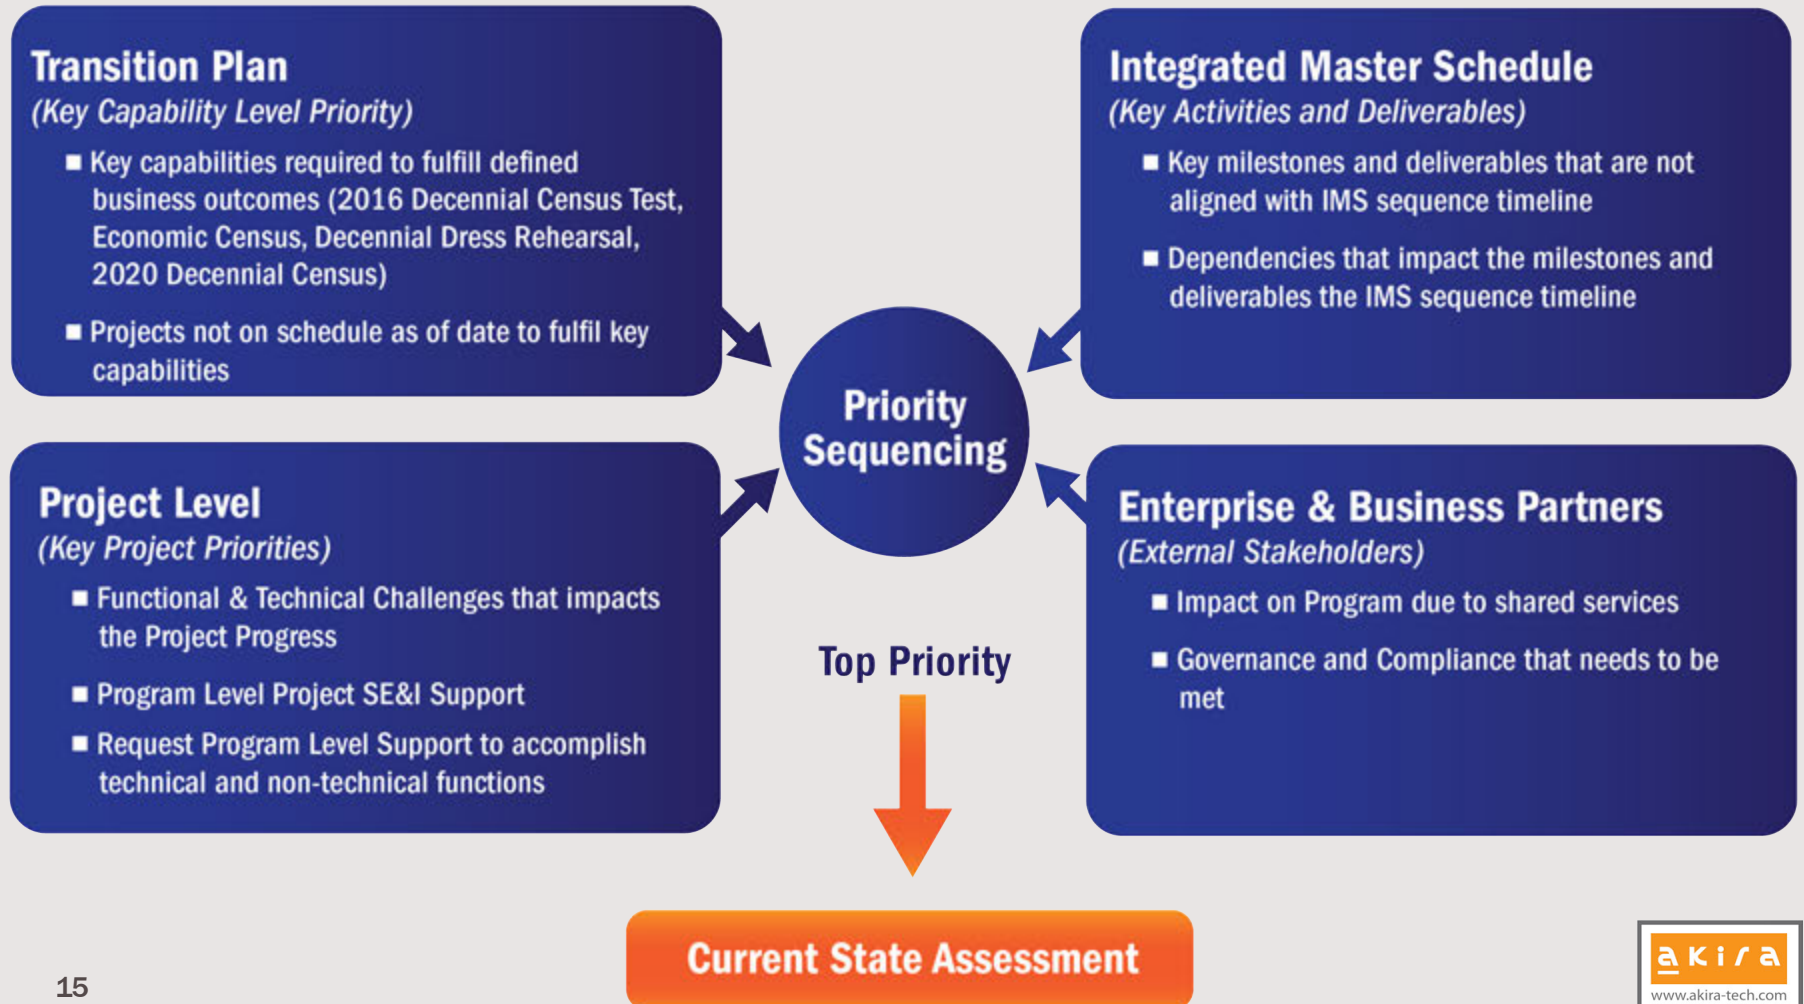 Transition Plan
(Key Capability Level Priority)
■ Key capabilities required to fulfill defined
business outcomes (2016 Decennial Census Test,
Economic Census, Decennial Dress Rehearsal,
2020 Decennial Census)
■ Projects not on schedule as of date to fulfil key
capabilities
Integrated Master Schedule
(Key Activities and Deliverables)
■ Key milestones and deliverables that are not
aligned with IMS sequence timeline
■ Dependencies that impact the milestones and
deliverables the IMS sequence timeline
Priority
Sequencing
Project Level
(Key Project Priorities)
■ Functional & Technical Challenges that impacts
the Project Progress
■ Program Level Project SE&I Support
■ Request Program Level Support to accomplish
technical and non-technical functions
Enterprise & Business Partners
(External Stakeholders)
■ Impact on Program due to shared services
■ Governance and Compliance that needs to be
met
Top Priority
Current State Assessment
15
akira
www.akira-tech.com